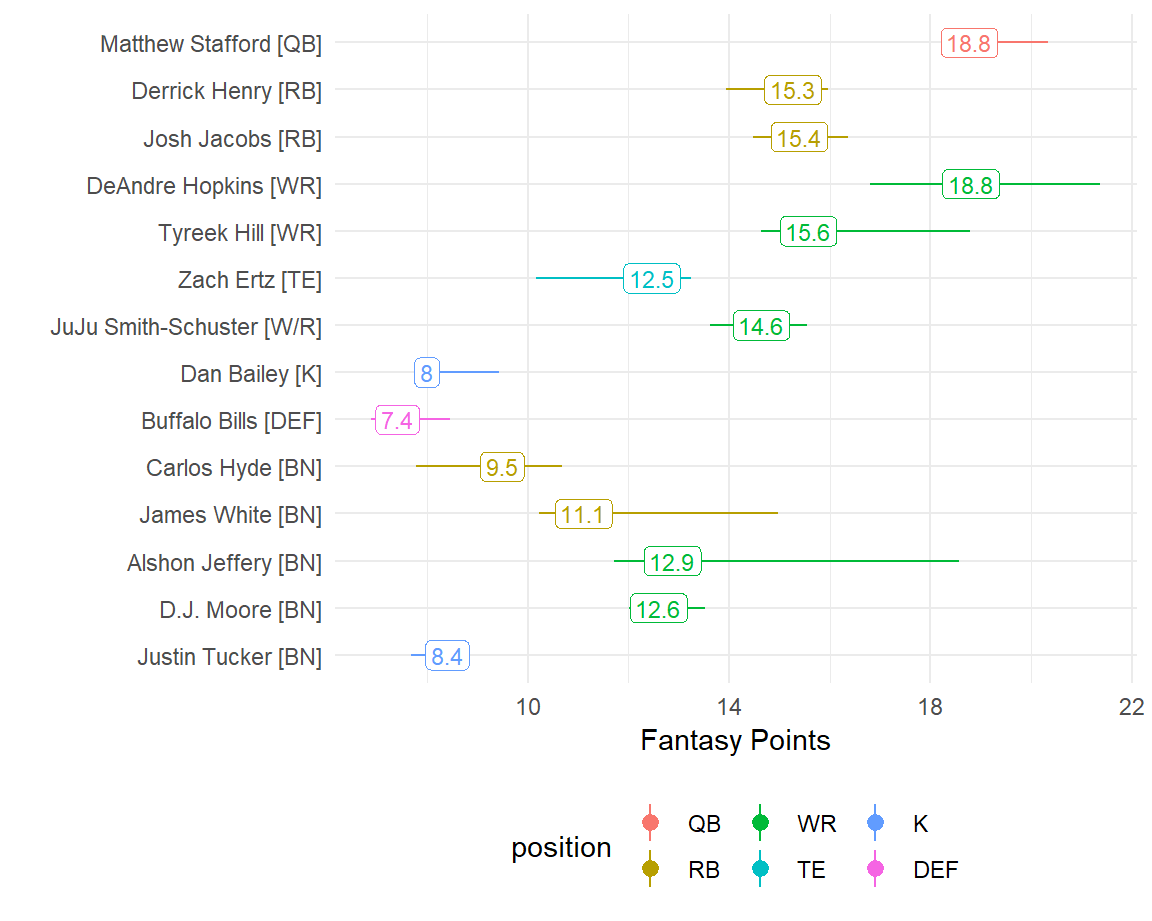 Matthew Stafford [QB] 18.8
Derrick Henry [RB] 15.3
Josh Jacobs [RB] 15.4
DeAndre Hopkins [WR] 18.8
Tyreek Hill [WR] 15.6
Zach Ertz [TE] 12.5
JuJu Smith-Schuster [W/R] 14.6
Dan Bailey [K] 8
Buffalo Bills [DEF] 7.4
Carlos Hyde [BN] 9.5
James White [BN] 11.1
Alshon Jeffery [BN] 12.9
D.J. Moore [BN] 12.6
Justin Tucker [BN] 8.4
10 14 18 22
Fantasy Points
position
QB WR K
RB TE DEF